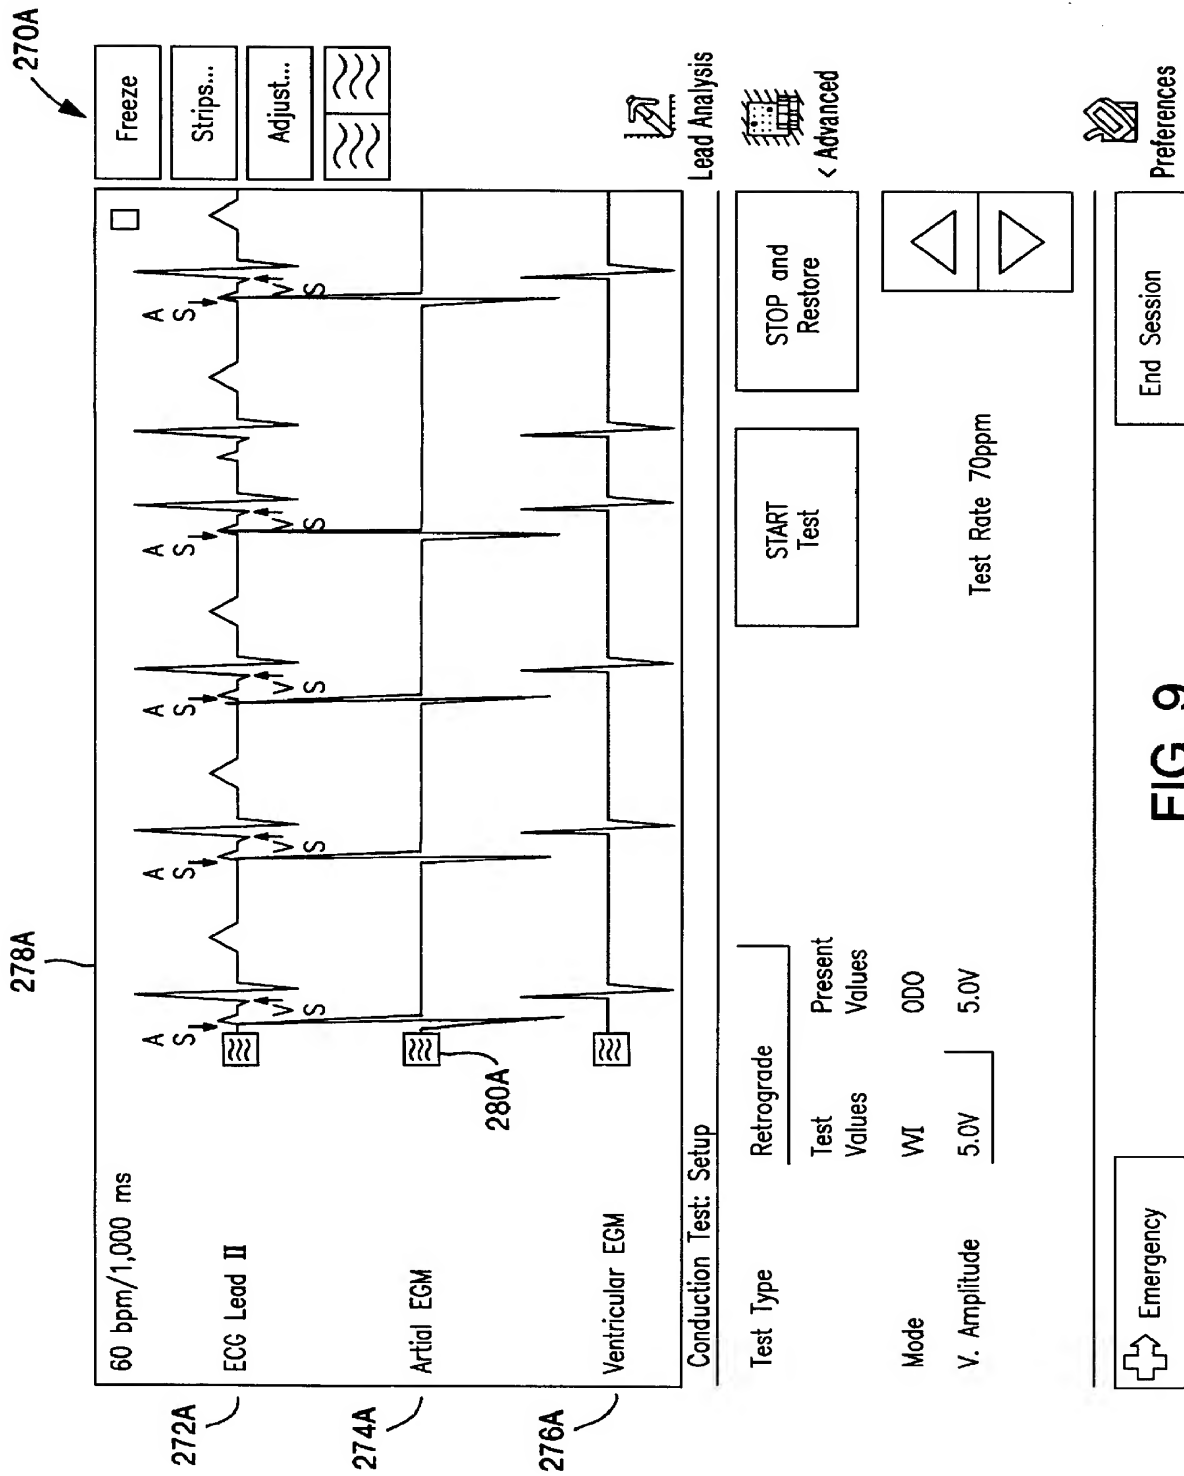 270A
278A
Freeze
Strips...
Adjust...
60 bpm/1,000 ms
A S
A S
A S
A S
A S
272A
ECG Lead II
V S
V S
V S
V S
V S
274A
Artial EGM
280A
276A
Ventricular EGM
Lead Analysis
< Advanced
Preferences
Conduction Test: Setup
Test Type
Retrograde
START
Test
STOP and
Restore
Test
Values
Present
Values
Mode
VVI
ODO
V. Amplitude
5.0V
5.0V
Test Rate 70ppm
Emergency
End Session
FIG. 9